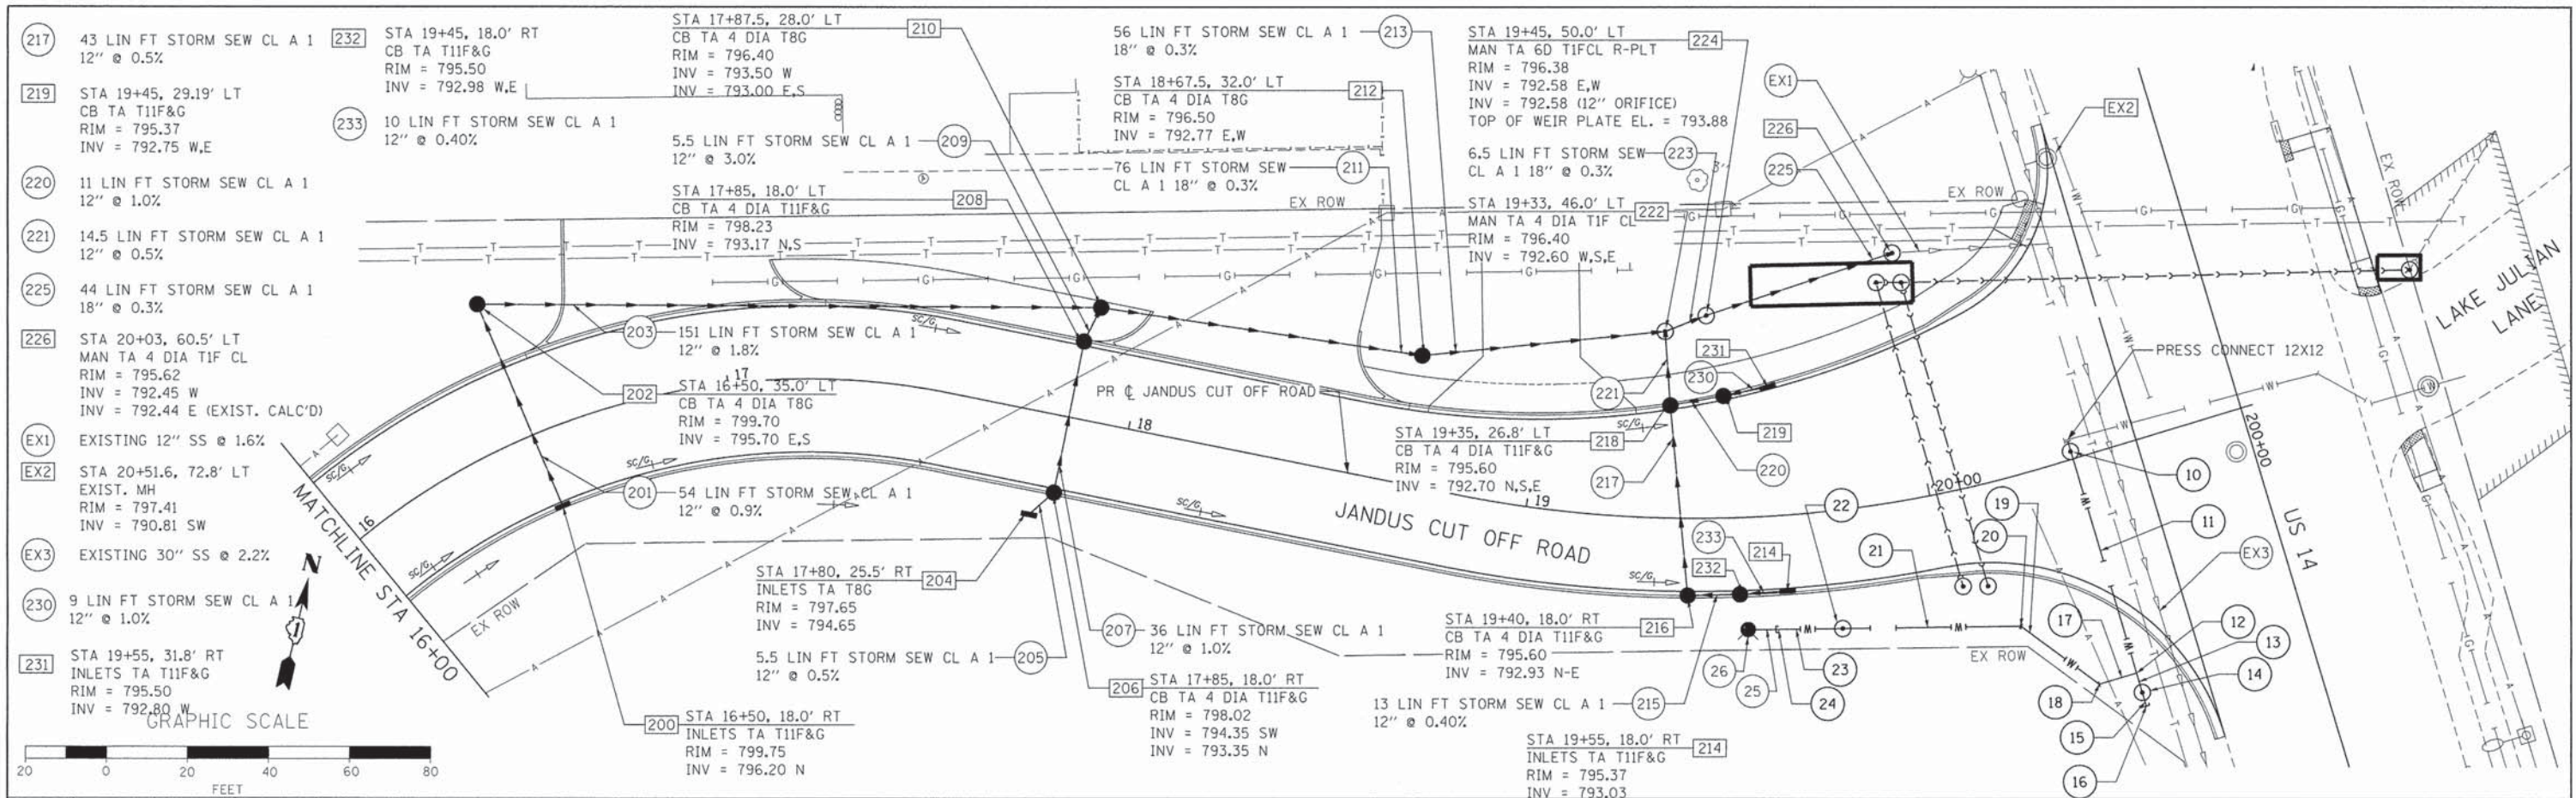 217
43 LIN FT STORM SEW CL A 1
12" @ 0.5%
219
STA 19+45, 29.19' LT
CB TA T11F&G
RIM = 795.37
INV = 792.75 W,E
220
11 LIN FT STORM SEW CL A 1
12" @ 1.0%
221
14.5 LIN FT STORM SEW CL A 1
12" @ 0.5%
225
44 LIN FT STORM SEW CL A 1
18" @ 0.3%
226
STA 20+03, 60.5' LT
MAN TA 4 DIA T1F CL
RIM = 795.62
INV = 792.45 W
INV = 792.44 E (EXIST. CALC'D)
EX1
EXISTING 12" SS @ 1.6%
EX2
STA 20+51.6, 72.8' LT
EXIST. MH
RIM = 797.41
INV = 790.81 SW
EX3
EXISTING 30" SS @ 2.2%
230
9 LIN FT STORM SEW CL A 1
12" @ 1.0%
231
STA 19+55, 31.8' RT
INLETS TA T11F&G
RIM = 795.50
INV = 792.80 W
N
GRAPHIC SCALE
20 0 20 40 60 80
FEET
232
STA 19+45, 18.0' RT
CB TA T11F&G
RIM = 795.50
INV = 792.98 W,E
233
10 LIN FT STORM SEW CL A 1
12" @ 0.40%
STA 17+87.5, 28.0' LT
210
CB TA 4 DIA T8G
RIM = 796.40
INV = 793.50 W
INV = 793.00 E,S
5.5 LIN FT STORM SEW CL A 1
209
12" @ 3.0%
STA 17+85, 18.0' LT
208
CB TA 4 DIA T11F&G
RIM = 798.23
INV = 793.17 N,S
56 LIN FT STORM SEW CL A 1
213
18" @ 0.3%
STA 18+67.5, 32.0' LT
212
CB TA 4 DIA T8G
RIM = 796.50
INV = 792.77 E,W
76 LIN FT STORM SEW
211
CL A 1 18" @ 0.3%
STA 19+45, 50.0' LT
224
MAN TA 6D T1FCL R-PLT
RIM = 796.38
INV = 792.58 E,W
INV = 792.58 (12" ORIFICE)
TOP OF WEIR PLATE EL. = 793.88
6.5 LIN FT STORM SEW
223
CL A 1 18" @ 0.3%
STA 19+33, 46.0' LT
222
MAN TA 4 DIA T1F CL
RIM = 796.40
INV = 792.60 W,S,E
EX1
226
225
EX2
3"
EX ROW
EX ROW
EX ROW
LAKE JULIAN
LANE
PRESS CONNECT 12X12
203
151 LIN FT STORM SEW CL A 1
12" @ 1.8%
17
202
STA 16+50, 35.0' LT
CB TA 4 DIA T8G
RIM = 799.70
INV = 795.70 E,S
201
54 LIN FT STORM SEW CL A 1
12" @ 0.9%
PR ℄ JANDUS CUT OFF ROAD
18
231
230
221
STA 19+35, 26.8' LT
218
CB TA 4 DIA T11F&G
RIM = 795.60
INV = 792.70 N,S,E
219
220
217
19
20+00
200+00
US 14
JANDUS CUT OFF ROAD
MATCHLINE STA 16+00
16
EX ROW
SC/G
SC/G
SC/G
SC/G
SC/G
SC/G
SC/G
STA 17+80, 25.5' RT
204
INLETS TA T8G
RIM = 797.65
INV = 794.65
207
36 LIN FT STORM SEW CL A 1
12" @ 1.0%
5.5 LIN FT STORM SEW CL A 1
205
12" @ 0.5%
206
STA 17+85, 18.0' RT
CB TA 4 DIA T11F&G
RIM = 798.02
INV = 794.35 SW
INV = 793.35 N
200
STA 16+50, 18.0' RT
INLETS TA T11F&G
RIM = 799.75
INV = 796.20 N
233
232
214
STA 19+40, 18.0' RT
216
CB TA 4 DIA T11F&G
RIM = 795.60
INV = 792.93 N-E
13 LIN FT STORM SEW CL A 1
215
12" @ 0.40%
STA 19+55, 18.0' RT
214
INLETS TA T11F&G
RIM = 795.37
INV = 793.03
EX ROW
10
11
EX3
12
13
14
15
16
17
18
19
20
21
22
23
24
25
26